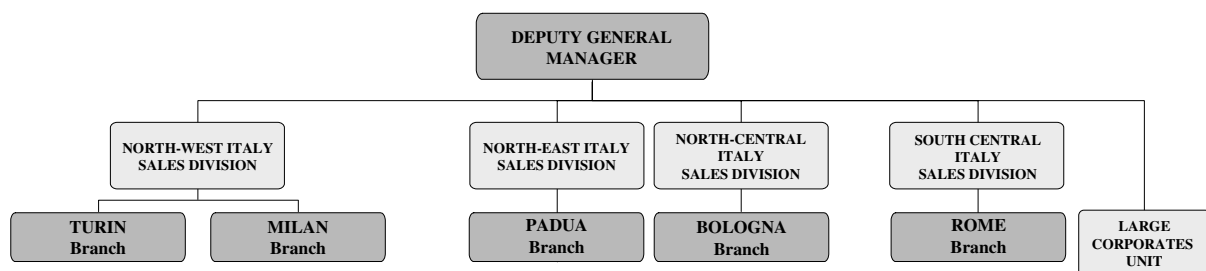 DEPUTY GENERAL
MANAGER
NORTH-WEST ITALY
SALES DIVISION
NORTH-EAST ITALY
SALES DIVISION
NORTH-CENTRAL
ITALY
SALES DIVISION
SOUTH CENTRAL
ITALY
SALES DIVISION
TURIN
Branch
MILAN
Branch
PADUA
Branch
BOLOGNA
Branch
ROME
Branch
LARGE
CORPORATES
UNIT